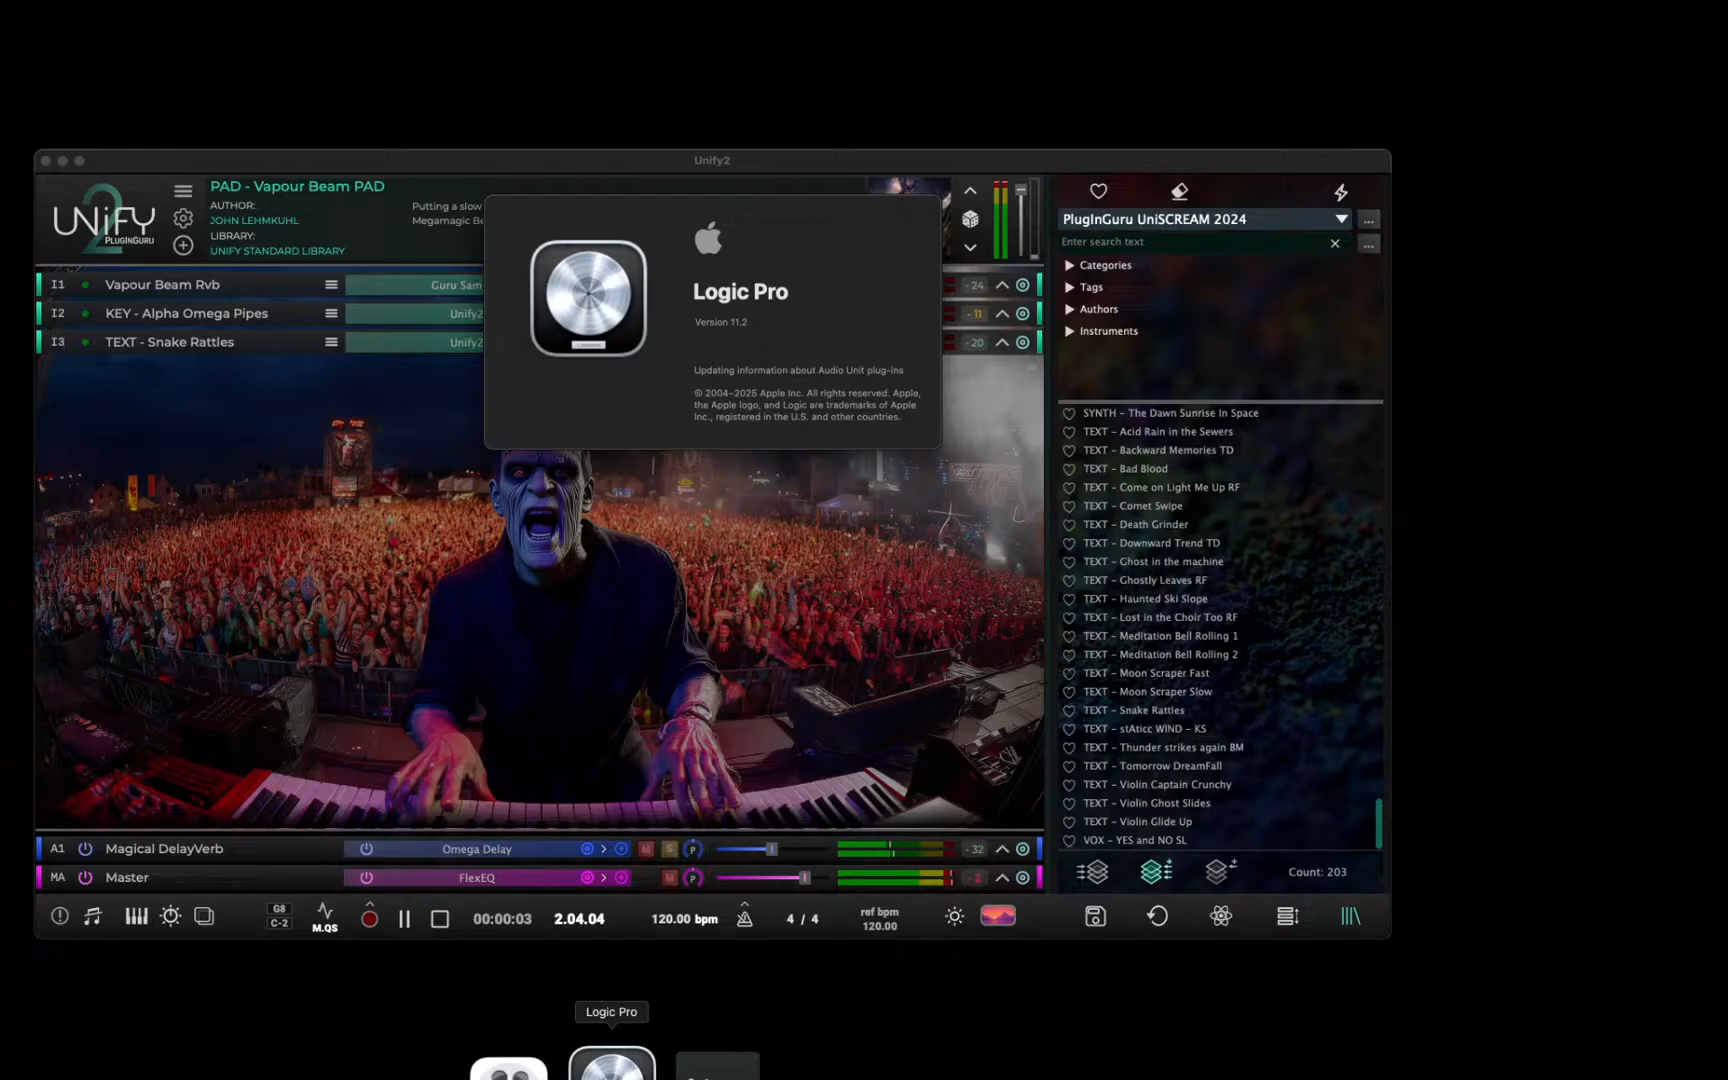 Unify2
UNiFY
2
PLUGINGURU
PAD - Vapour Beam PAD
AUTHOR:
JOHN LEHMKUHL
LIBRARY:
UNIFY STANDARD LIBRARY
Putting a slow
Megamagic Be
I1 Vapour Beam Rvb Guru Sam -24
I2 KEY - Alpha Omega Pipes Unify2 -11
I3 TEXT - Snake Rattles Unify2 -20
Logic Pro
Version 11.2
Updating information about Audio Unit plug-ins
© 2004–2025 Apple Inc. All rights reserved. Apple,
the Apple logo, and Logic are trademarks of Apple
Inc., registered in the U.S. and other countries.
PlugInGuru UniSCREAM 2024 ...
Enter search text ...
Categories
Tags
Authors
Instruments
SYNTH - The Dawn Sunrise In Space
TEXT - Acid Rain in the Sewers
TEXT - Backward Memories TD
TEXT - Bad Blood
TEXT - Come on Light Me Up RF
TEXT - Comet Swipe
TEXT - Death Grinder
TEXT - Downward Trend TD
TEXT - Ghost in the machine
TEXT - Ghostly Leaves RF
TEXT - Haunted Ski Slope
TEXT - Lost in the Choir Too RF
TEXT - Meditation Bell Rolling 1
TEXT - Meditation Bell Rolling 2
TEXT - Moon Scraper Fast
TEXT - Moon Scraper Slow
TEXT - Snake Rattles
TEXT - stAticc WIND - KS
TEXT - Thunder strikes again BM
TEXT - Tomorrow DreamFall
TEXT - Violin Captain Crunchy
TEXT - Violin Ghost Slides
TEXT - Violin Glide Up
VOX - YES and NO SL
Count: 203
A1 Magical DelayVerb Omega Delay M S P -32
MA Master FlexEQ M P
G8
C-2
M.QS
00:00:03 2.04.04 120.00 bpm 4 / 4
ref bpm
120.00
Logic Pro